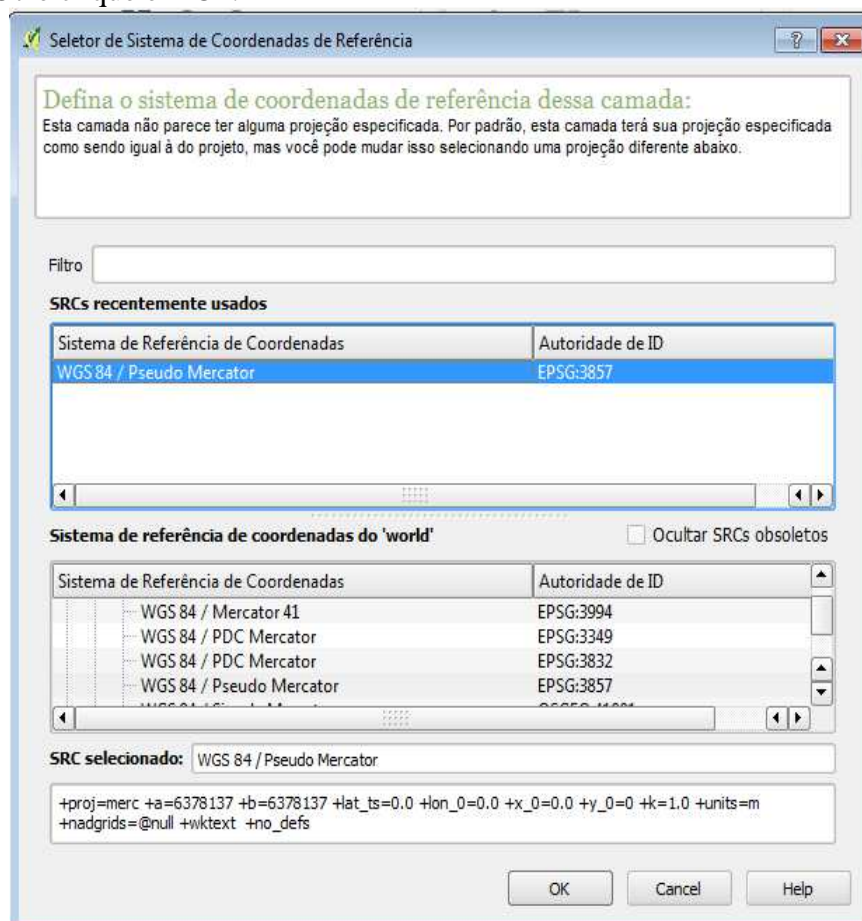 Seletor de Sistema de Coordenadas de Referência
Defina o sistema de coordenadas de referência dessa camada:
Esta camada não parece ter alguma projeção especificada. Por padrão, esta camada terá sua projeção especificada
como sendo igual à do projeto, mas você pode mudar isso selecionando uma projeção diferente abaixo.
Filtro
SRCs recentemente usados
Sistema de Referência de Coordenadas Autoridade de ID
WGS 84 / Pseudo Mercator EPSG:3857
Sistema de referência de coordenadas do 'world' Ocultar SRCs obsoletos
Sistema de Referência de Coordenadas Autoridade de ID
WGS 84 / Mercator 41 EPSG:3994
WGS 84 / PDC Mercator EPSG:3349
WGS 84 / PDC Mercator EPSG:3832
WGS 84 / Pseudo Mercator EPSG:3857
SRC selecionado: WGS 84 / Pseudo Mercator
+proj=merc +a=6378137 +b=6378137 +lat_ts=0.0 +lon_0=0.0 +x_0=0.0 +y_0=0 +k=1.0 +units=m
+nadgrids=@null +wktext +no_defs
OK Cancel Help